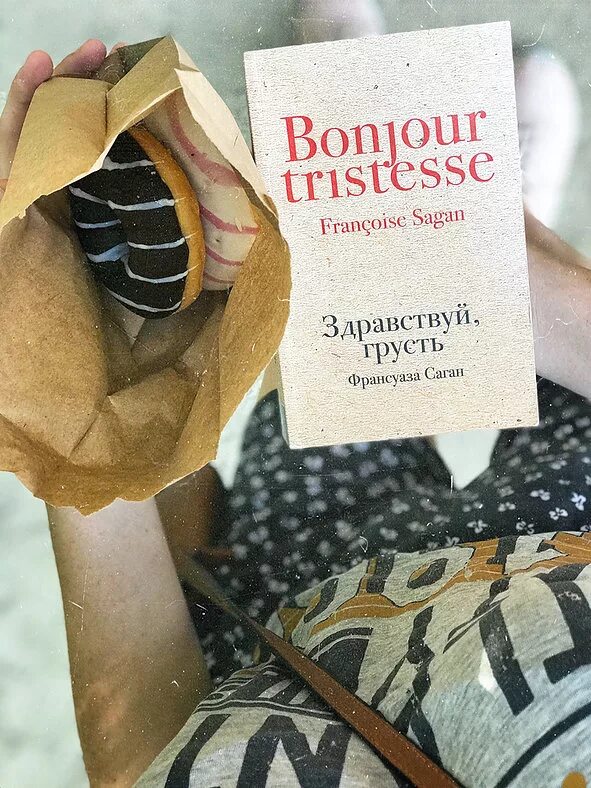 Bonjour
tristesse
Françoise Sagan
Здравствуй,
грусть
Франсуаза Саган